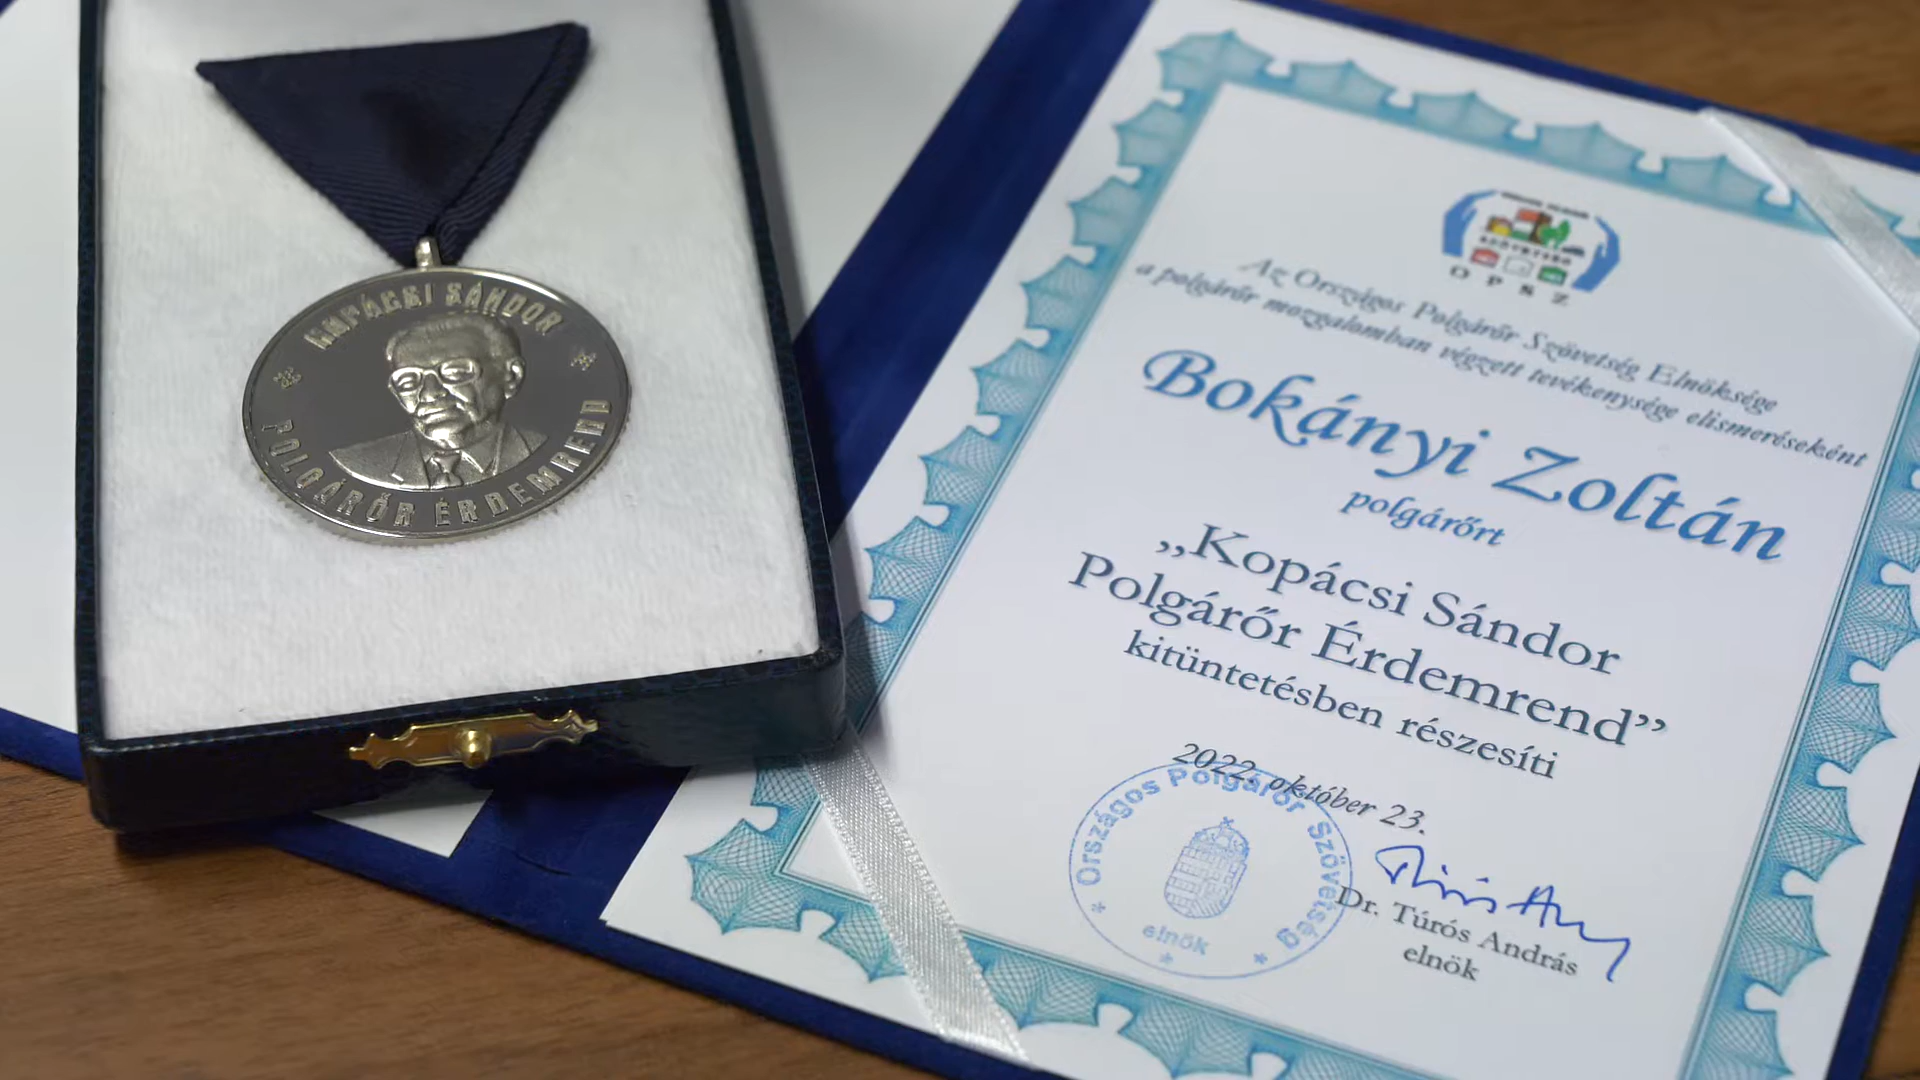 KOPÁCSI SÁNDOR
POLGÁRŐR ÉRDEMREND
SZÖVETSÉG
OPSZ
Az Országos Polgárőr Szövetség Elnöksége
a polgárőr mozgalomban végzett tevékenysége elismeréseként
Bokányi Zoltán
polgárőrt
„Kopácsi Sándor
Polgárőr Érdemrend”
kitüntetésben részesíti
2022. október 23.
* Országos Polgárőr Szövetség *
elnök
Dr. Túrós András
elnök